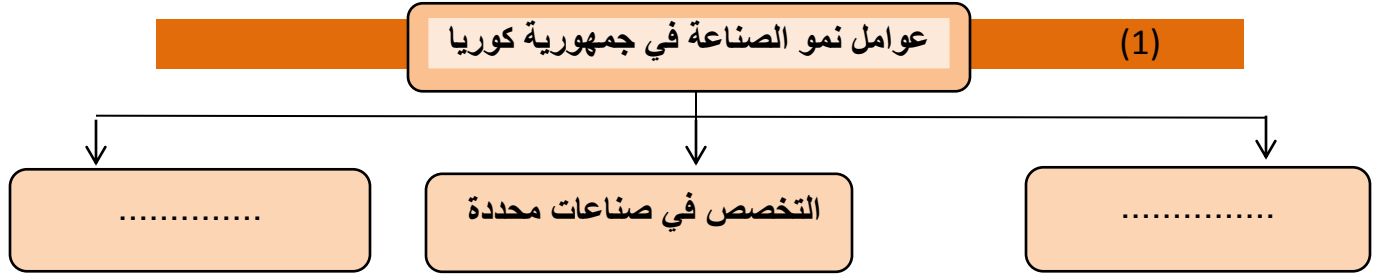 (1)
عوامل نمو الصناعة في جمهورية كوريا
...............
التخصص في صناعات محددة
..............